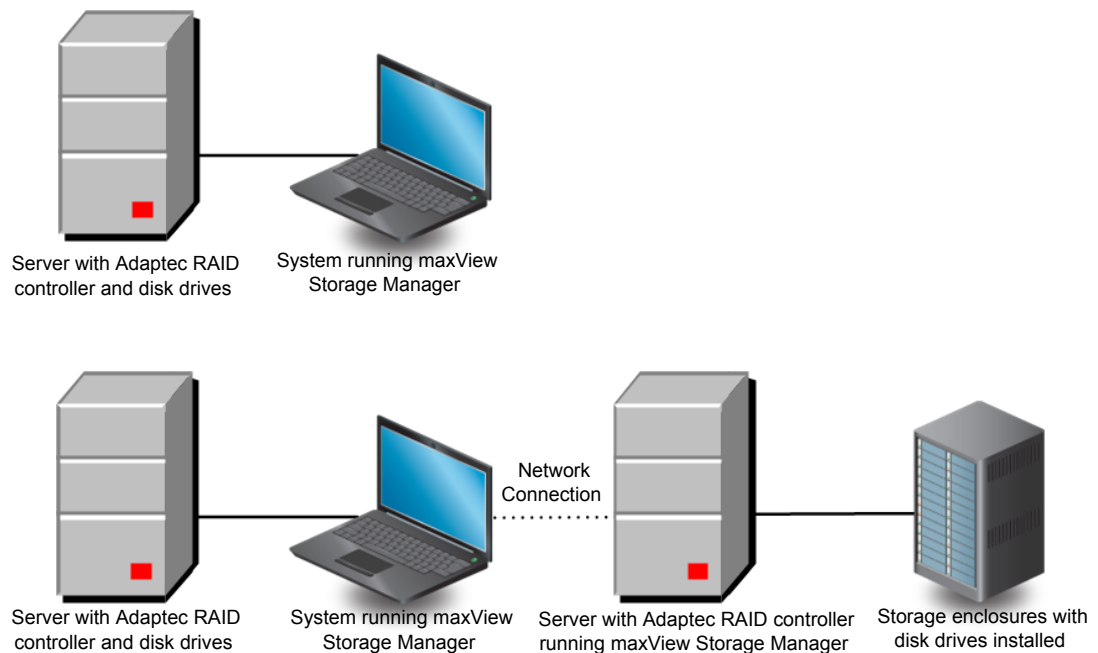 Server with Adaptec RAID
controller and disk drives
System running maxView
Storage Manager
Network
Connection
Server with Adaptec RAID
controller and disk drives
System running maxView
Storage Manager
Server with Adaptec RAID controller
running maxView Storage Manager
Storage enclosures with
disk drives installed